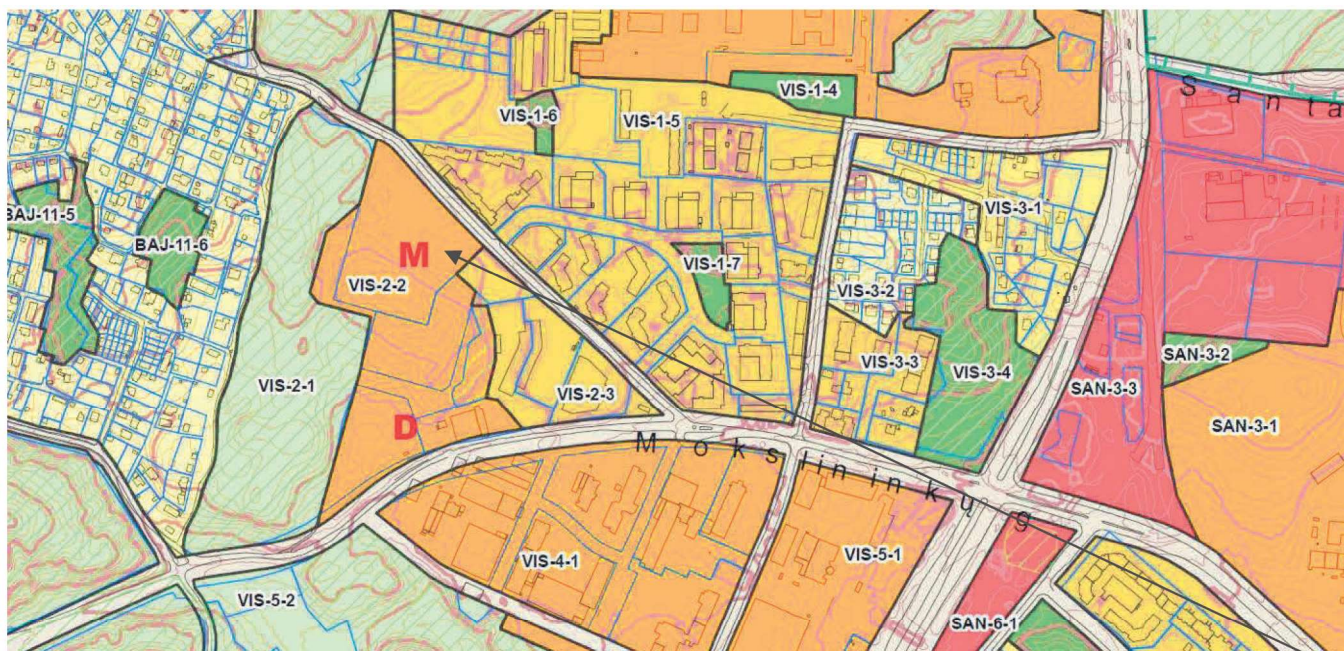 VIS-1-4
S a n t a
VIS-1-6
VIS-1-5
VIS-3-1
BAJ-11-5
BAJ-11-6
M
VIS-1-7
VIS-2-2
VIS-3-2
SAN-3-2
VIS-3-3
VIS-3-4
VIS-2-1
VIS-2-3
SAN-3-3
SAN-3-1
D
M o k s l i n i n k ų g
VIS-4-1
VIS-5-1
VIS-5-2
SAN-6-1